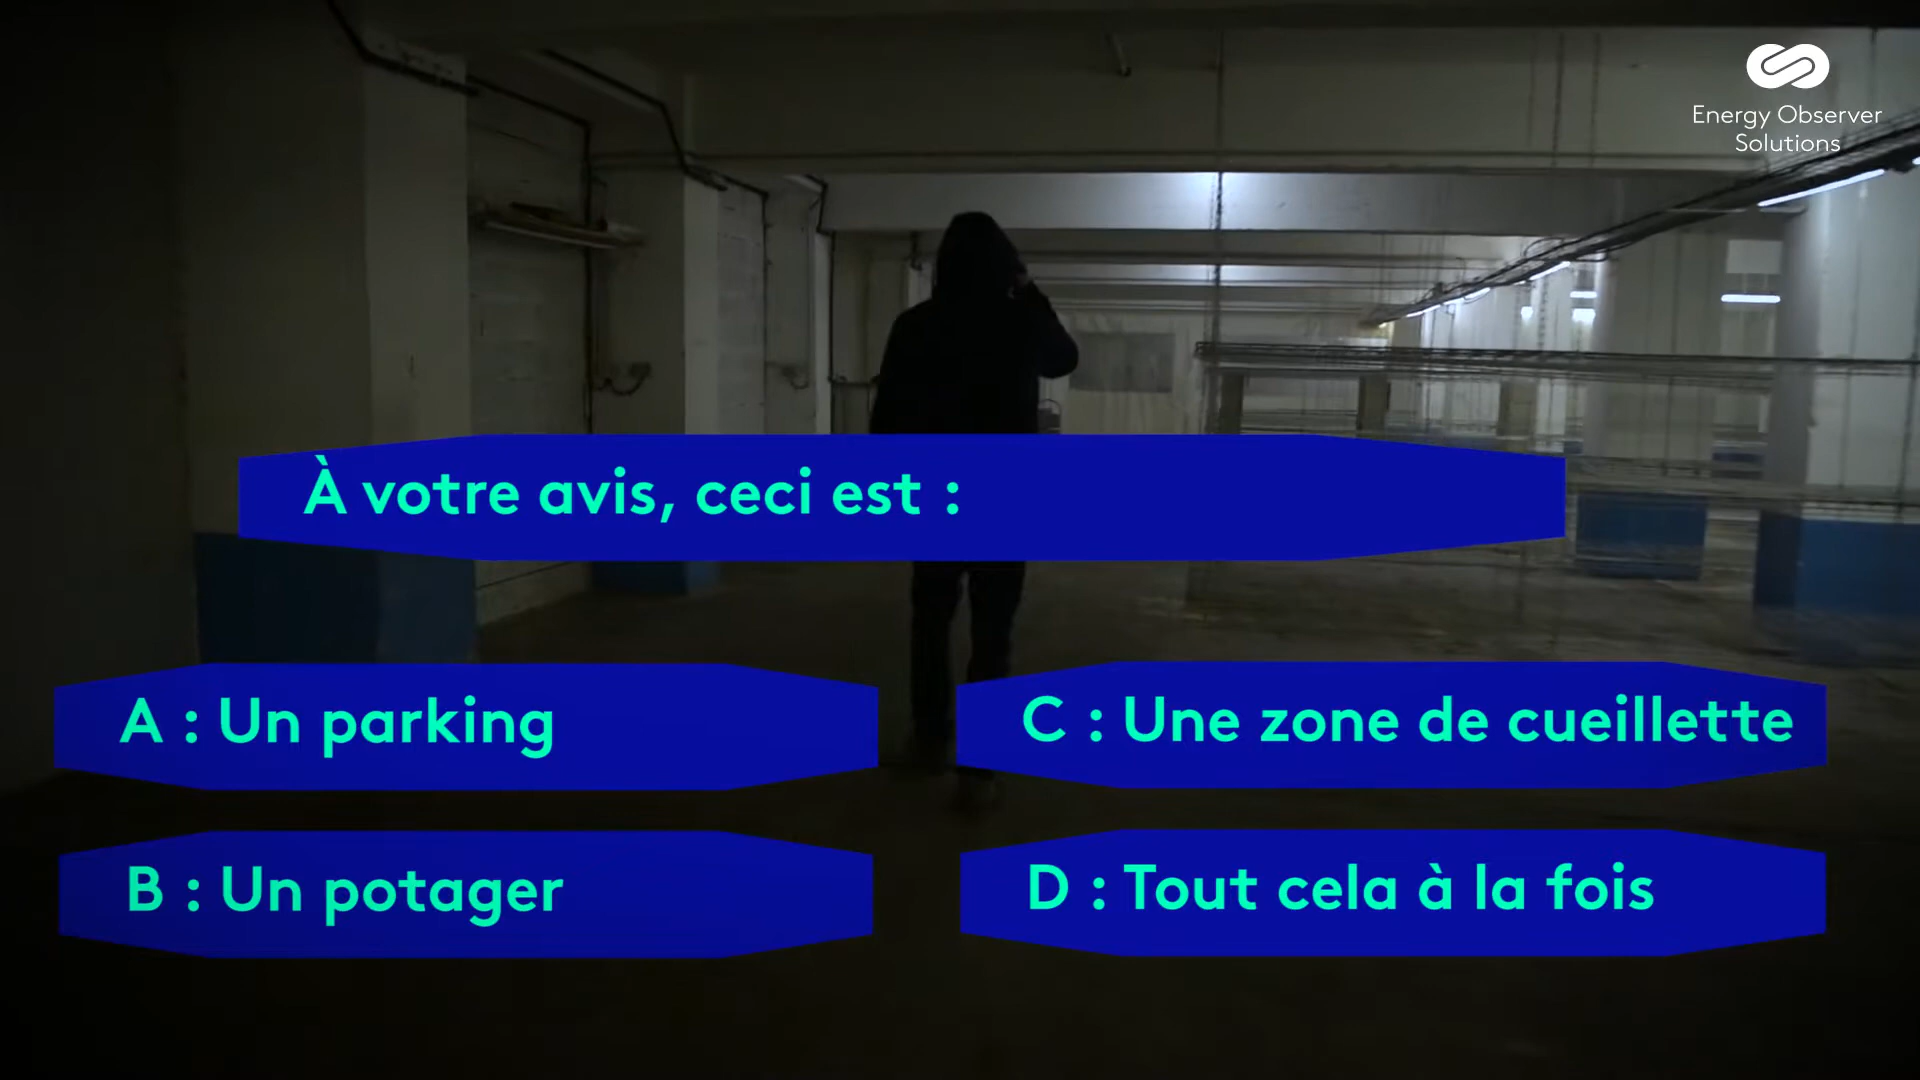 Energy Observer
Solutions
À votre avis, ceci est :
A : Un parking
C : Une zone de cueillette
B : Un potager
D : Tout cela à la fois